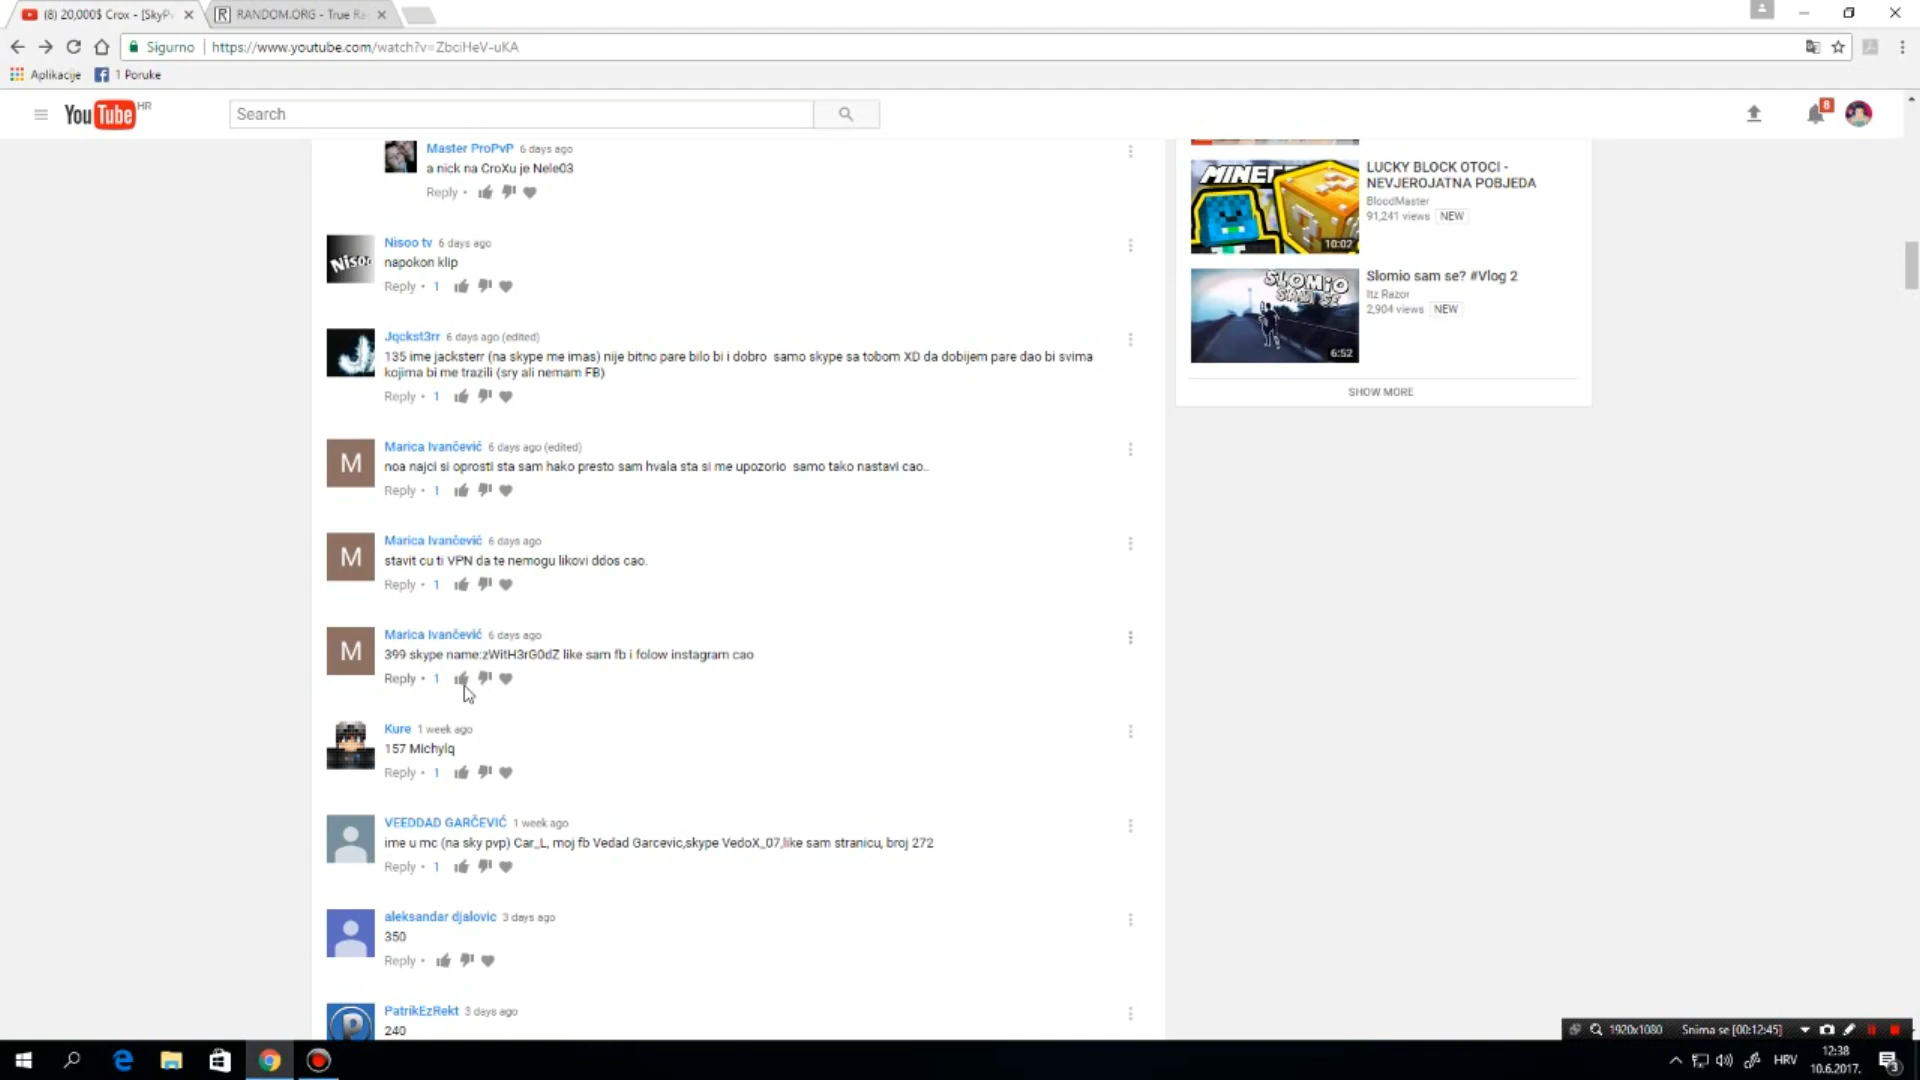 (8) 20,000$ Crox - [SkyPv
RANDOM.ORG - True Ra
Sigurno
https://www.youtube.com/watch?v=ZbciHeV-uKA
Aplikacije
1 Poruke
YouTube HR
Search
8
Master ProPvP 6 days ago
a nick na CroXu je Nele03
Reply •
Nisoo tv 6 days ago
napokon klip
Reply • 1
Jqckst3rr 6 days ago (edited)
135 ime jacksterr (na skype me imas) nije bitno pare bilo bi i dobro samo skype sa tobom XD da dobijem pare dao bi svima
kojima bi me trazili (sry ali nemam FB)
Reply • 1
M
Marica Ivančević 6 days ago (edited)
noa najci si oprosti sta sam hako presto sam hvala sta si me upozorio samo tako nastavi cao..
Reply • 1
M
Marica Ivančević 6 days ago
stavit cu ti VPN da te nemogu likovi ddos cao.
Reply • 1
M
Marica Ivančević 6 days ago
399 skype name:zWitH3rG0dZ like sam fb i folow instagram cao
Reply • 1
Kure 1 week ago
157 Michylq
Reply • 1
VEEDDAD GARČEVIĆ 1 week ago
ime u mc (na sky pvp) Car_L, moj fb Vedad Garcevic,skype VedoX_07,like sam stranicu, broj 272
Reply • 1
aleksandar djalovic 3 days ago
350
Reply •
PatrikEzRekt 3 days ago
240
Nisoo
MINE
10:02
LUCKY BLOCK OTOCI -
NEVJEROJATNA POBJEDA
BloodMaster
91,241 views NEW
SLOMIO
SAM SE
6:52
Slomio sam se? #Vlog 2
Itz Razor
2,904 views NEW
SHOW MORE
1920x1080
Snima se [00:12:45]
HRV
12:38
10.6.2017.
3